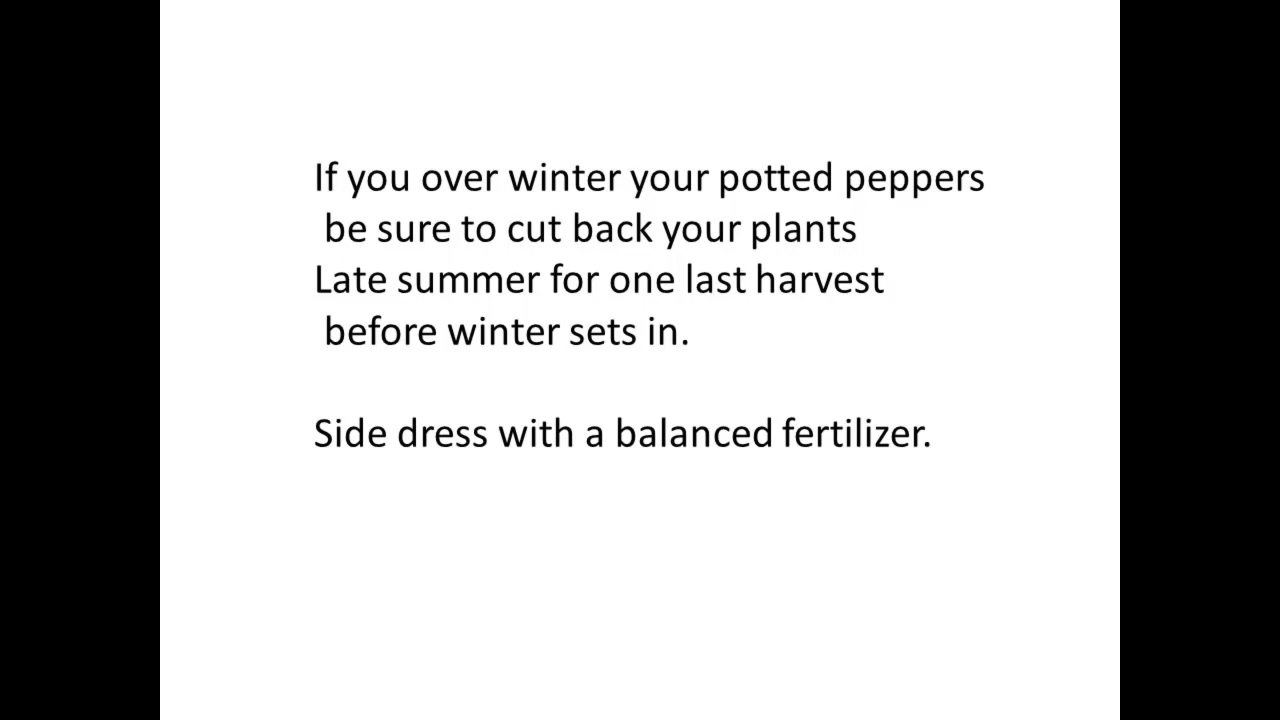 If you over winter your potted peppers
be sure to cut back your plants
Late summer for one last harvest
before winter sets in.
Side dress with a balanced fertilizer.